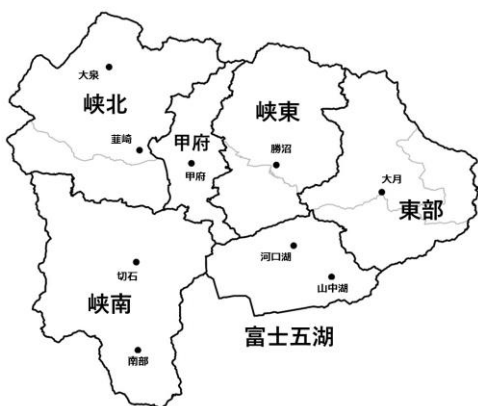 大泉
峡北
韮崎
甲府
甲府
峡東
勝沼
大月
東部
切石
峡南
南部
河口湖
山中湖
富士五湖